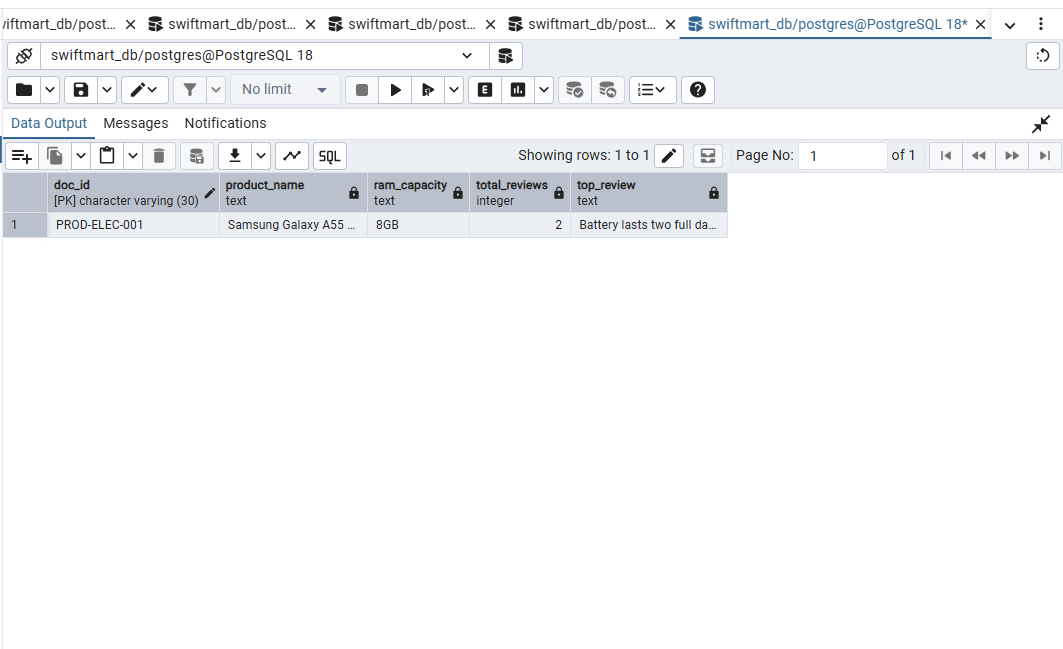 wiftmart_db/post...
swiftmart_db/post...
swiftmart_db/post...
swiftmart_db/post...
swiftmart_db/postgres@PostgreSQL 18*
swiftmart_db/postgres@PostgreSQL 18
No limit
E
Data Output Messages Notifications
SQL
Showing rows: 1 to 1
Page No: 1 of 1
doc_id product_name ram_capacity total_reviews top_review
[PK] character varying (30) text text integer text
1 PROD-ELEC-001 Samsung Galaxy A55 ... 8GB 2 Battery lasts two full da...